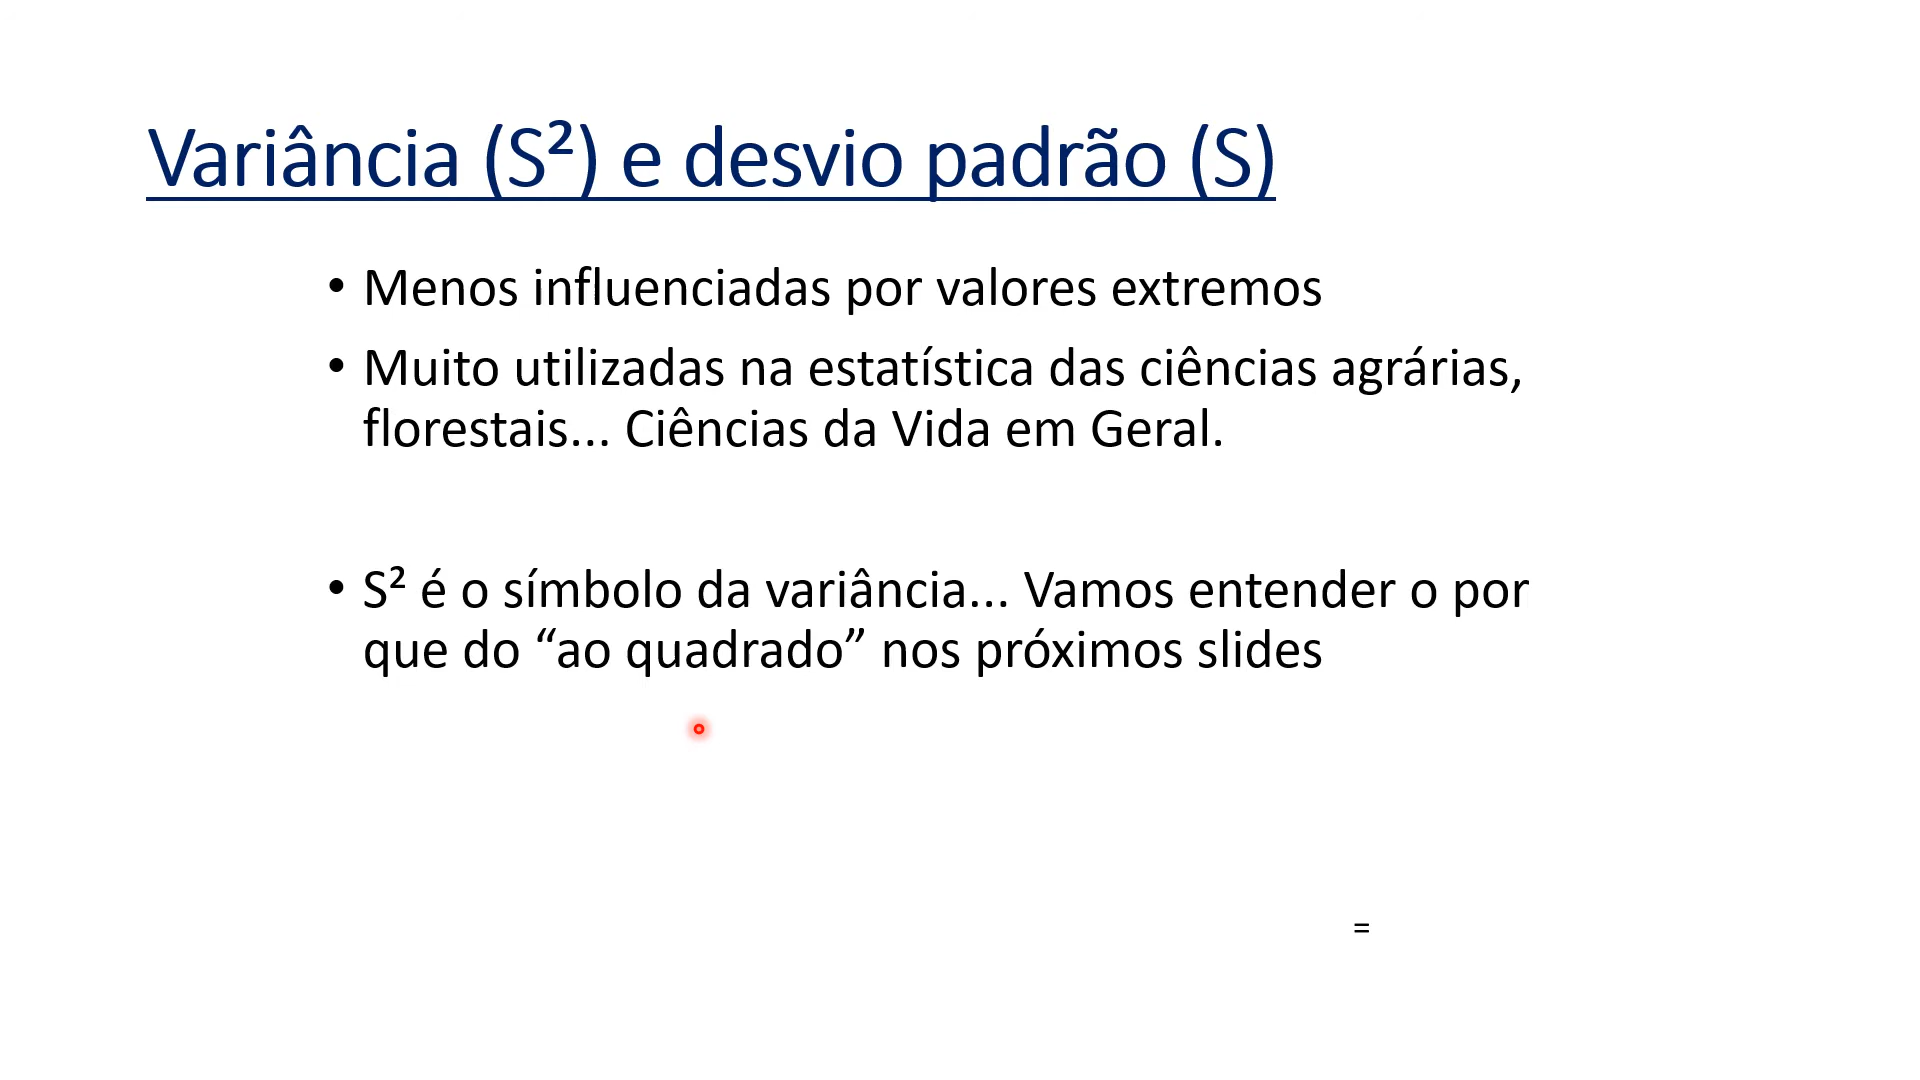 Variância (S²) e desvio padrão (S)
• Menos influenciadas por valores extremos
• Muito utilizadas na estatística das ciências agrárias,
florestais... Ciências da Vida em Geral.
• S² é o símbolo da variância... Vamos entender o por
que do “ao quadrado” nos próximos slides
=